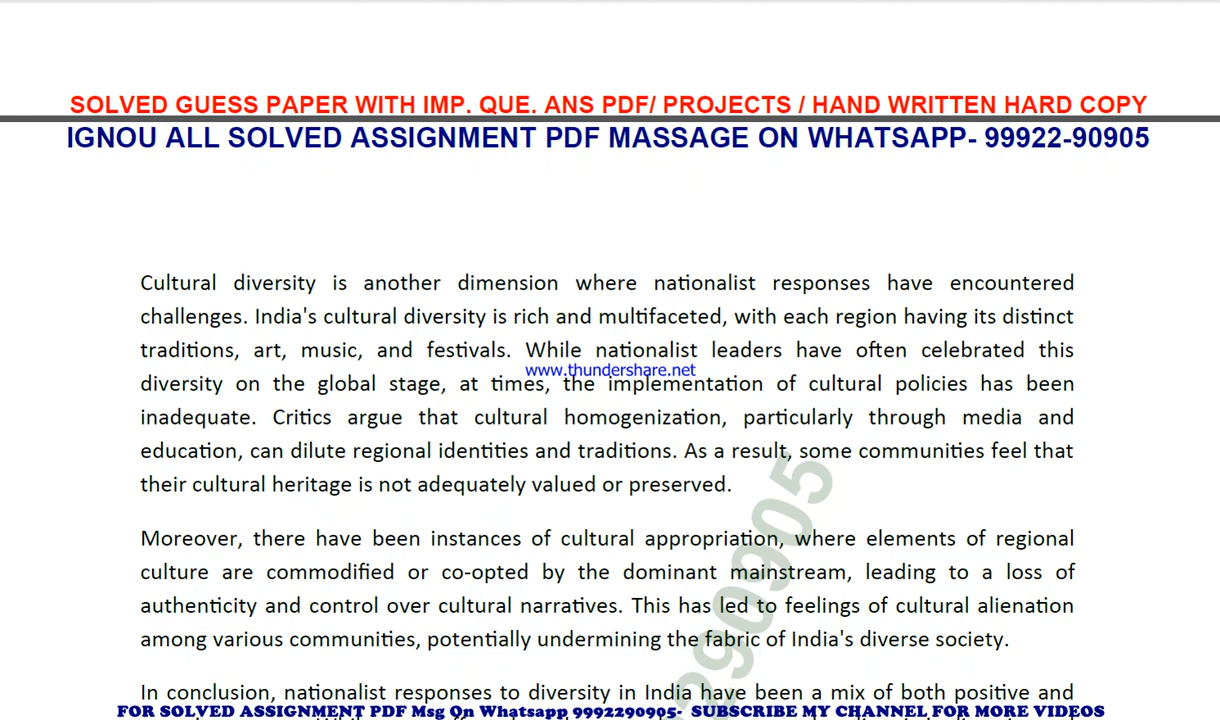 SOLVED GUESS PAPER WITH IMP. QUE. ANS PDF/ PROJECTS / HAND WRITTEN HARD COPY
IGNOU ALL SOLVED ASSIGNMENT PDF MASSAGE ON WHATSAPP- 99922-90905
Cultural diversity is another dimension where nationalist responses have encountered
challenges. India's cultural diversity is rich and multifaceted, with each region having its distinct
traditions, art, music, and festivals. While nationalist leaders have often celebrated this
www.thundershare.net
diversity on the global stage, at times, the implementation of cultural policies has been
inadequate. Critics argue that cultural homogenization, particularly through media and
education, can dilute regional identities and traditions. As a result, some communities feel that
their cultural heritage is not adequately valued or preserved.
Moreover, there have been instances of cultural appropriation, where elements of regional
culture are commodified or co-opted by the dominant mainstream, leading to a loss of
authenticity and control over cultural narratives. This has led to feelings of cultural alienation
among various communities, potentially undermining the fabric of India's diverse society.
In conclusion, nationalist responses to diversity in India have been a mix of both positive and
FOR SOLVED ASSIGNMENT PDF Msg On Whatsapp 9992290905- SUBSCRIBE MY CHANNEL FOR MORE VIDEOS